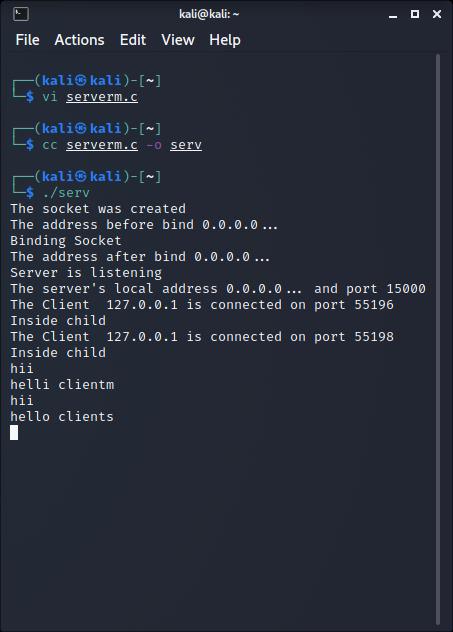 kali@kali: ~
File Actions Edit View Help
┌──(kali㉿kali)-[~]
└─$ vi serverm.c
┌──(kali㉿kali)-[~]
└─$ cc serverm.c -o serv
┌──(kali㉿kali)-[~]
└─$ ./serv
The socket was created
The address before bind 0.0.0.0...
Binding Socket
The address after bind 0.0.0.0...
Server is listening
The server's local address 0.0.0.0... and port 15000
The Client  127.0.0.1 is connected on port 55196
Inside child
The Client  127.0.0.1 is connected on port 55198
Inside child
hii
helli clientm
hii
hello clients